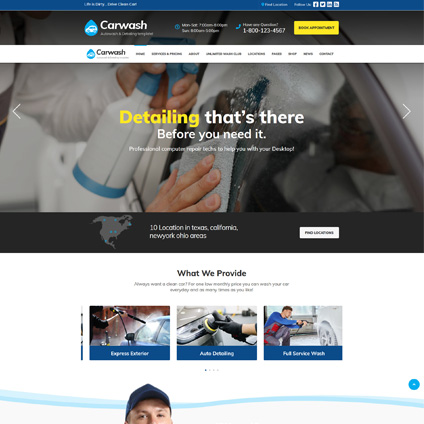 Life is Dirty...Drive Clean Car!
Find Location
Follow Us
Carwash
Automatic & Detailing template
Mon-Sat: 7:00am-8:00pm
Sun: 8:00am-5:00pm
Have any Question?
1-800-123-4567
BOOK APPOINTMENT
Carwash
HOME
SERVICES & PRICING
ABOUT
UNLIMITED WASH CLUB
LOCATIONS
PAGES
SHOP
NEWS
CONTACT
Detailing that's there
Before you need it.
Professional computer repair techs to help you with your Desktop!
10 Location in texas, california,
newyork ohio areas
FIND LOCATIONS
What We Provide
Always want a clean car? For one low monthly price you can wash your car
everyday and as many times as you like!
Express Exterior
Auto Detailing
Full Service Wash